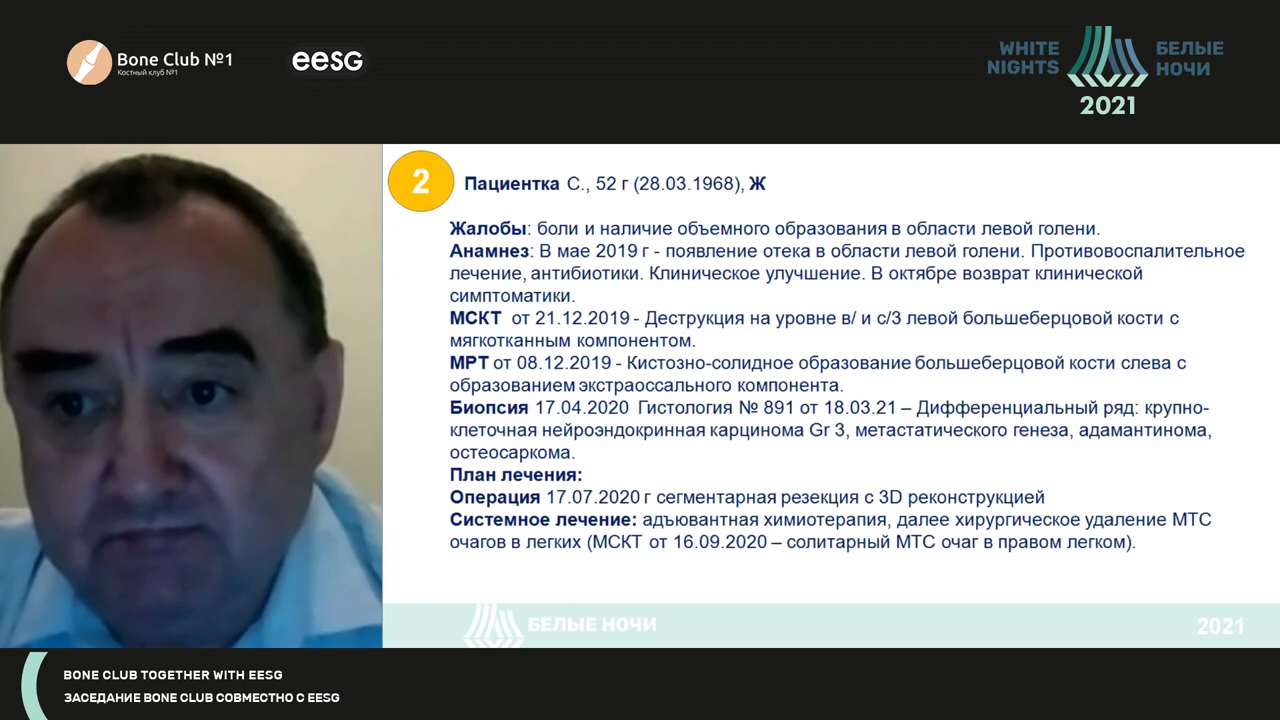 Bone Club №1
Костный клуб №1
eesg
WHITE
NIGHTS
БЕЛЫЕ
НОЧИ
2021
2
Пациентка С., 52 г (28.03.1968), Ж
Жалобы: боли и наличие объемного образования в области левой голени.
Анамнез: В мае 2019 г - появление отека в области левой голени. Противовоспалительное
лечение, антибиотики. Клиническое улучшение. В октябре возврат клинической
симптоматики.
МСКТ от 21.12.2019 - Деструкция на уровне в/ и с/3 левой большеберцовой кости с
мягкотканным компонентом.
МРТ от 08.12.2019 - Кистозно-солидное образование большеберцовой кости слева с
образованием экстраоссального компонента.
Биопсия 17.04.2020 Гистология № 891 от 18.03.21 – Дифференциальный ряд: крупно-
клеточная нейроэндокринная карцинома Gr 3, метастатического генеза, адамантинома,
остеосаркома.
План лечения:
Операция 17.07.2020 г сегментарная резекция с 3D реконструкцией
Системное лечение: адъювантная химиотерапия, далее хирургическое удаление МТС
очагов в легких (МСКТ от 16.09.2020 – солитарный МТС очаг в правом легком).
БЕЛЫЕ НОЧИ
2021
BONE CLUB TOGETHER WITH EESG
ЗАСЕДАНИЕ BONE CLUB СОВМЕСТНО С EESG